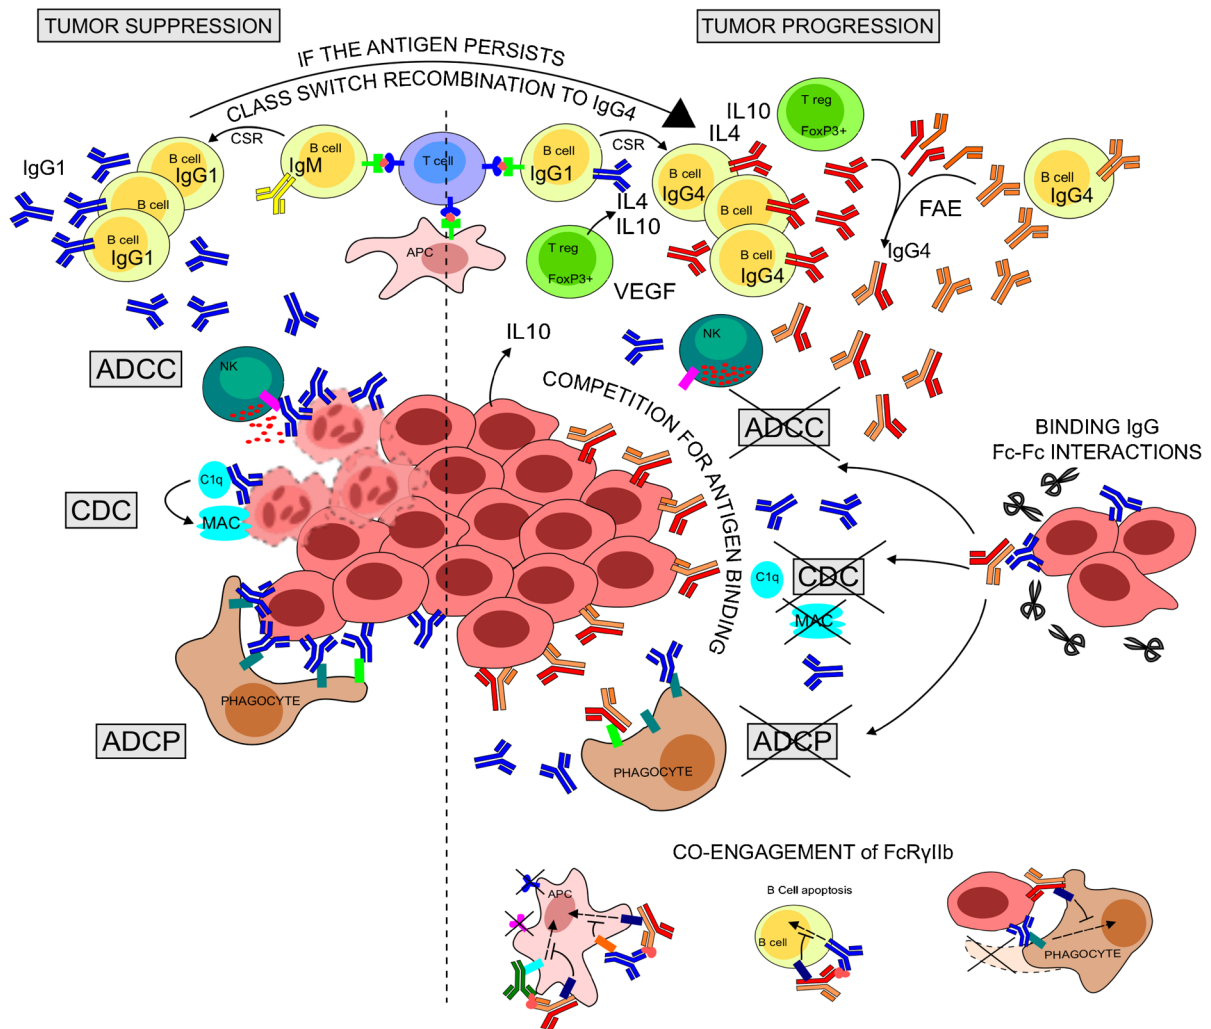 TUMOR SUPPRESSION
TUMOR PROGRESSION
IF THE ANTIGEN PERSISTS
CLASS SWITCH RECOMBINATION TO IgG4
IgG1
B cell
IgG1
B cell
B cell
IgG1
CSR
B cell
IgM
T cell
APC
B cell
IgG1
CSR
IL4
IL10
T reg
FoxP3+
VEGF
IL10
IL4
T reg
FoxP3+
B cell
IgG4
B cell
B cell
IgG4
FAE
IgG4
B cell
IgG4
ADCC
NK
IL10
NK
COMPETITION FOR ANTIGEN BINDING
ADCC
BINDING IgG
Fc-Fc INTERACTIONS
CDC
C1q
MAC
C1q
CDC
MAC
PHAGOCYTE
ADCP
PHAGOCYTE
ADCP
CO-ENGAGEMENT of FcRγIIb
APC
B Cell apoptosis
B cell
PHAGOCYTE